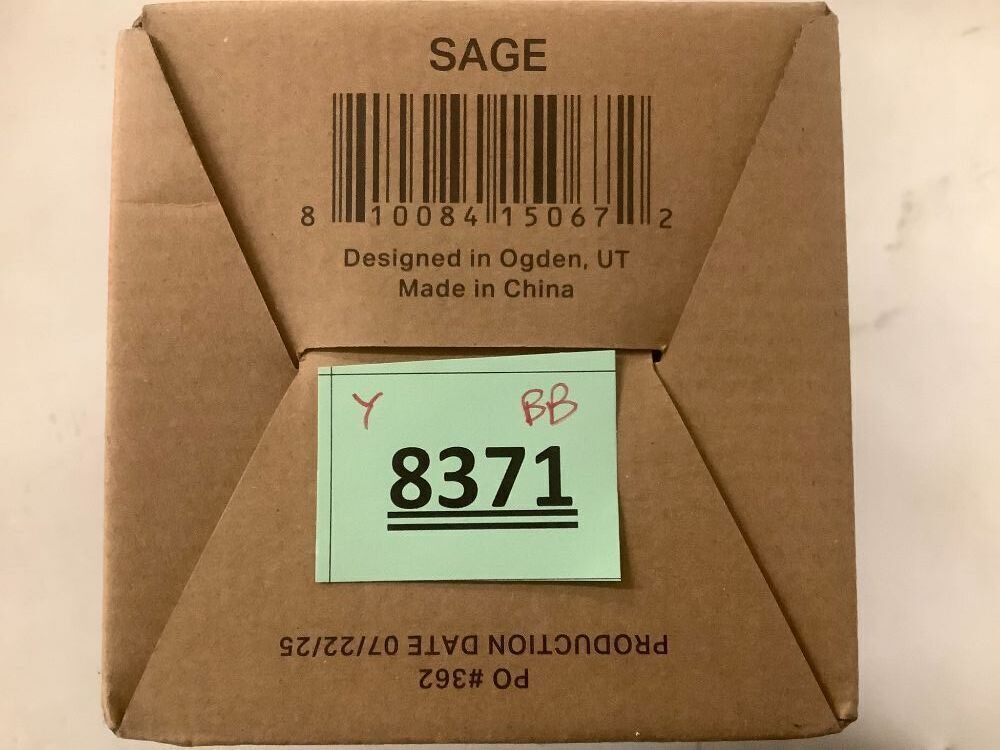 SAGE
8 10084 15067 2
Designed in Ogden, UT
Made in China
Y BB
8371
PO #362
PRODUCTION DATE 07/22/25